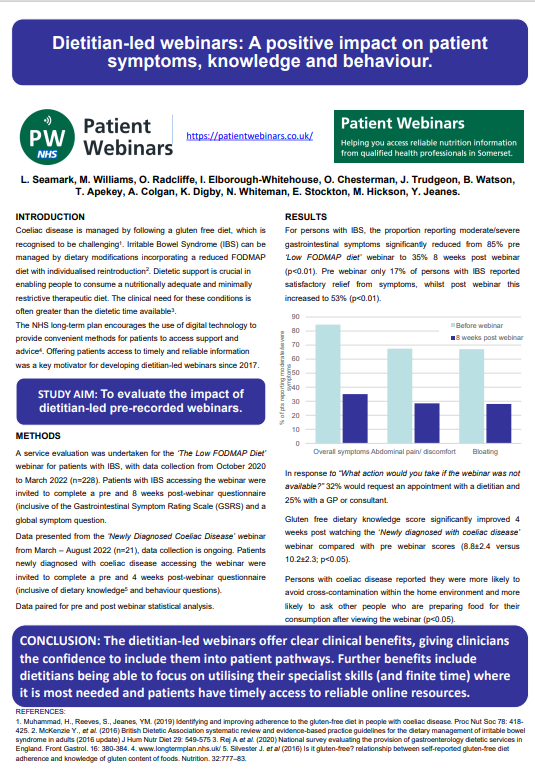 Dietitian-led webinars: A positive impact on patient
symptoms, knowledge and behaviour.
PW
NHS
Patient
Webinars
https://patientwebinars.co.uk/
Patient Webinars
Helping you access reliable nutrition information
from qualified health professionals in Somerset.
L. Seamark, M. Williams, O. Radcliffe, I. Elborough-Whitehouse, O. Chesterman, J. Trudgeon, B. Watson,
T. Apekey, A. Colgan, K. Digby, N. Whiteman, E. Stockton, M. Hickson, Y. Jeanes.
INTRODUCTION
Coeliac disease is managed by following a gluten free diet, which is
recognised to be challenging¹. Irritable Bowel Syndrome (IBS) can be
managed by dietary modifications incorporating a reduced FODMAP
diet with individualised reintroduction². Dietetic support is crucial in
enabling people to consume a nutritionally adequate and minimally
restrictive therapeutic diet. The clinical need for these conditions is
often greater than the dietetic time available³.
The NHS long-term plan encourages the use of digital technology to
provide convenient methods for patients to access support and
advice⁴. Offering patients access to timely and reliable information
was a key motivator for developing dietitian-led webinars since 2017.
STUDY AIM: To evaluate the impact of
dietitian-led pre-recorded webinars.
METHODS
A service evaluation was undertaken for the 'The Low FODMAP Diet'
webinar for patients with IBS, with data collection from October 2020
to March 2022 (n=228). Patients with IBS accessing the webinar were
invited to complete a pre and 8 weeks post-webinar questionnaire
(inclusive of the Gastrointestinal Symptom Rating Scale (GSRS) and a
global symptom question.
Data presented from the 'Newly Diagnosed Coeliac Disease' webinar
from March – August 2022 (n=21), data collection is ongoing. Patients
newly diagnosed with coeliac disease accessing the webinar were
invited to complete a pre and 4 weeks post-webinar questionnaire
(inclusive of dietary knowledge⁵ and behaviour questions).
Data paired for pre and post webinar statistical analysis.
RESULTS
For persons with IBS, the proportion reporting moderate/severe
gastrointestinal symptoms significantly reduced from 85% pre
'Low FODMAP diet' webinar to 35% 8 weeks post webinar
(p<0.01). Pre webinar only 17% of persons with IBS reported
satisfactory relief from symptoms, whilst post webinar this
increased to 53% (p<0.01).
% of pts reporting moderate/severe
symptoms
90
80
70
60
50
40
30
20
10
0
Before webinar
8 weeks post webinar
Overall symptoms Abdominal pain/ discomfort Bloating
In response to "What action would you take if the webinar was not
available?" 32% would request an appointment with a dietitian and
25% with a GP or consultant.
Gluten free dietary knowledge score significantly improved 4
weeks post watching the 'Newly diagnosed with coeliac disease'
webinar compared with pre webinar scores (8.8±2.4 versus
10.2±2.3; p<0.05).
Persons with coeliac disease reported they were more likely to
avoid cross-contamination within the home environment and more
likely to ask other people who are preparing food for their
consumption after viewing the webinar (p<0.05).
CONCLUSION: The dietitian-led webinars offer clear clinical benefits, giving clinicians
the confidence to include them into patient pathways. Further benefits include
dietitians being able to focus on utilising their specialist skills (and finite time) where
it is most needed and patients have timely access to reliable online resources.
REFERENCES:
1. Muhammad, H., Reeves, S., Jeanes, YM. (2019) Identifying and improving adherence to the gluten-free diet in people with coeliac disease. Proc Nut Soc 78: 418-
425. 2. McKenzie Y., et al. (2016) British Dietetic Association systematic review and evidence-based practice guidelines for the dietary management of irritable bowel
syndrome in adults (2016 update) J Hum Nutr Diet 29: 549-575 3. Rej A et al. (2020) National survey evaluating the provision of gastroenterology dietetic services in
England. Front Gastrol. 16: 380-384. 4. www.longtermplan.nhs.uk/ 5. Silvester J. et al (2016) Is it gluten-free? relationship between self-reported gluten-free diet
adherence and knowledge of gluten content of foods. Nutrition. 32:777–83.